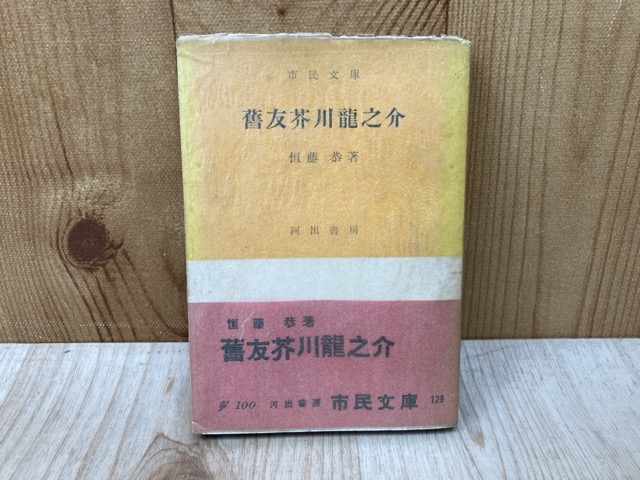 市民文庫
舊友芥川龍之介
恒藤恭著
河出書房
恒藤 恭著
舊友芥川龍之介
¥100 河出書房 市民文庫 129